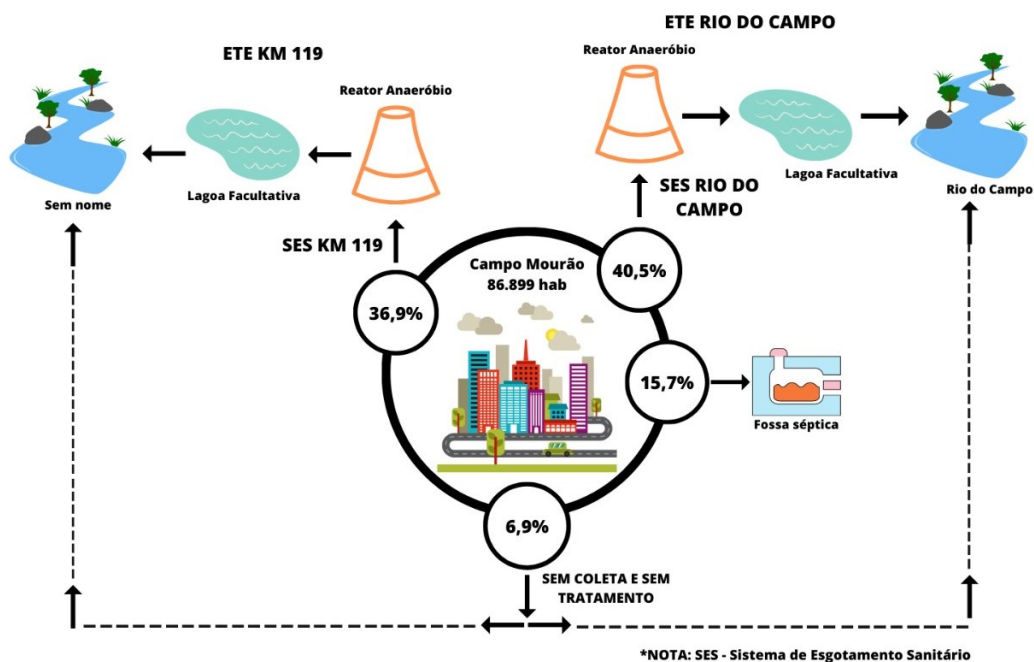 ETE RIO DO CAMPO
ETE KM 119
Reator Anaeróbio
Reator Anaeróbio
Lagoa Facultativa
Sem nome
Lagoa Facultativa
Rio do Campo
SES RIO DO
CAMPO
SES KM 119
Campo Mourão
86.899 hab
40,5%
36,9%
15,7%
Fossa séptica
6,9%
SEM COLETA E SEM
TRATAMENTO
*NOTA: SES - Sistema de Esgotamento Sanitário